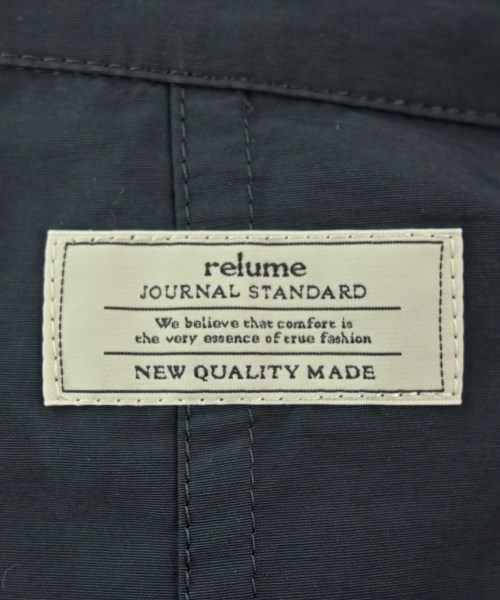 relume
JOURNAL STANDARD
We believe that comfort is
the very essence of true fashion
NEW QUALITY MADE